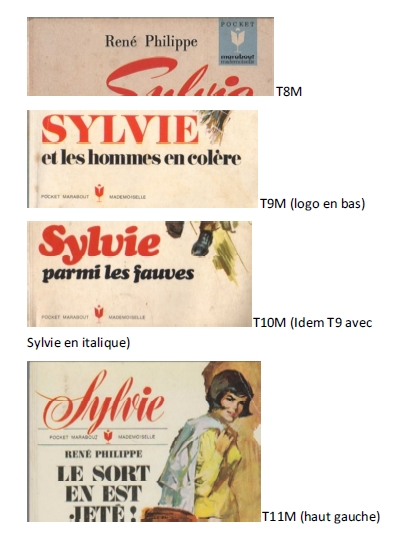 POCKET
René Philippe
marabout
mademoiselle
Sylvie
T8M
SYLVIE
et les hommes en colère
POCKET MARABOUT MADEMOISELLE
T9M (logo en bas)
Sylvie
parmi les fauves
POCKET MARABOUT MADEMOISELLE
T10M (Idem T9 avec
Sylvie en italique)
Sylvie
POCKET MARABOUT MADEMOISELLE
RENÉ PHILIPPE
LE SORT
EN EST
JETÉ !
T11M (haut gauche)